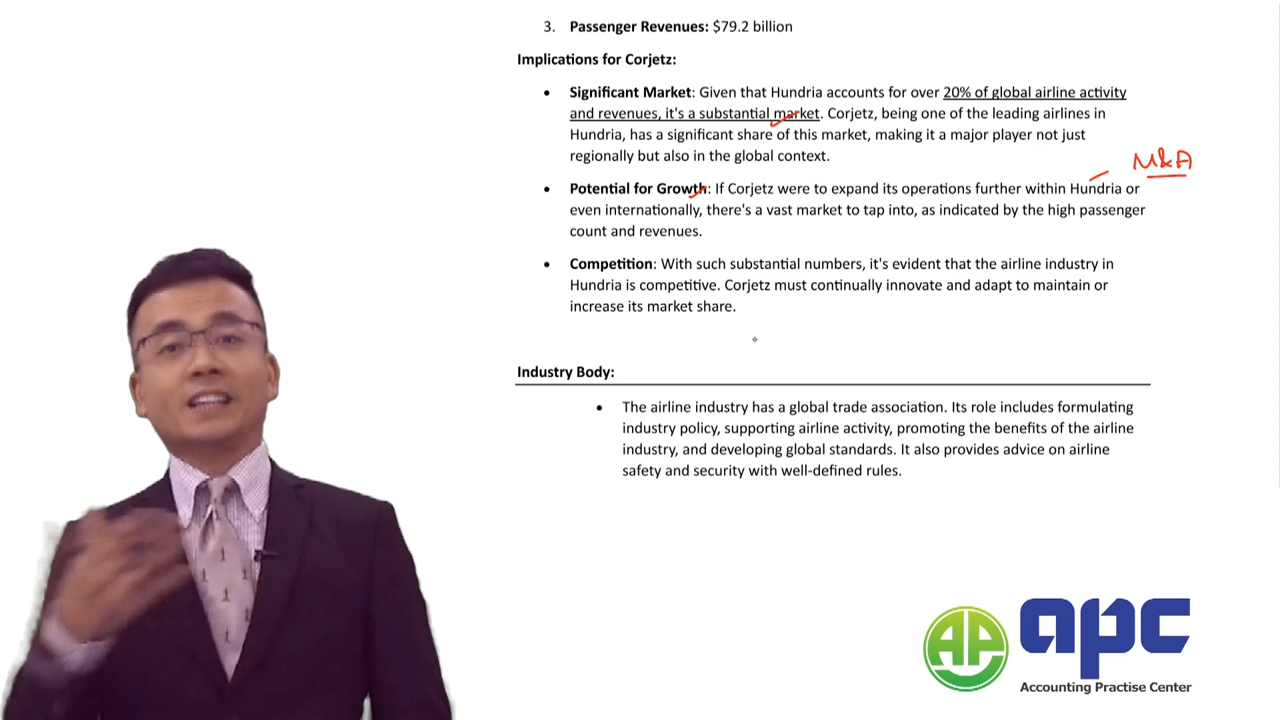 3. Passenger Revenues: $79.2 billion
Implications for Corjetz:
• Significant Market: Given that Hundria accounts for over 20% of global airline activity
and revenues, it's a substantial market. Corjetz, being one of the leading airlines in
Hundria, has a significant share of this market, making it a major player not just
regionally but also in the global context.
M&A
• Potential for Growth: If Corjetz were to expand its operations further within Hundria or
even internationally, there's a vast market to tap into, as indicated by the high passenger
count and revenues.
• Competition: With such substantial numbers, it's evident that the airline industry in
Hundria is competitive. Corjetz must continually innovate and adapt to maintain or
increase its market share.
Industry Body:
• The airline industry has a global trade association. Its role includes formulating
industry policy, supporting airline activity, promoting the benefits of the airline
industry, and developing global standards. It also provides advice on airline
safety and security with well-defined rules.
AP
apc
Accounting Practise Center